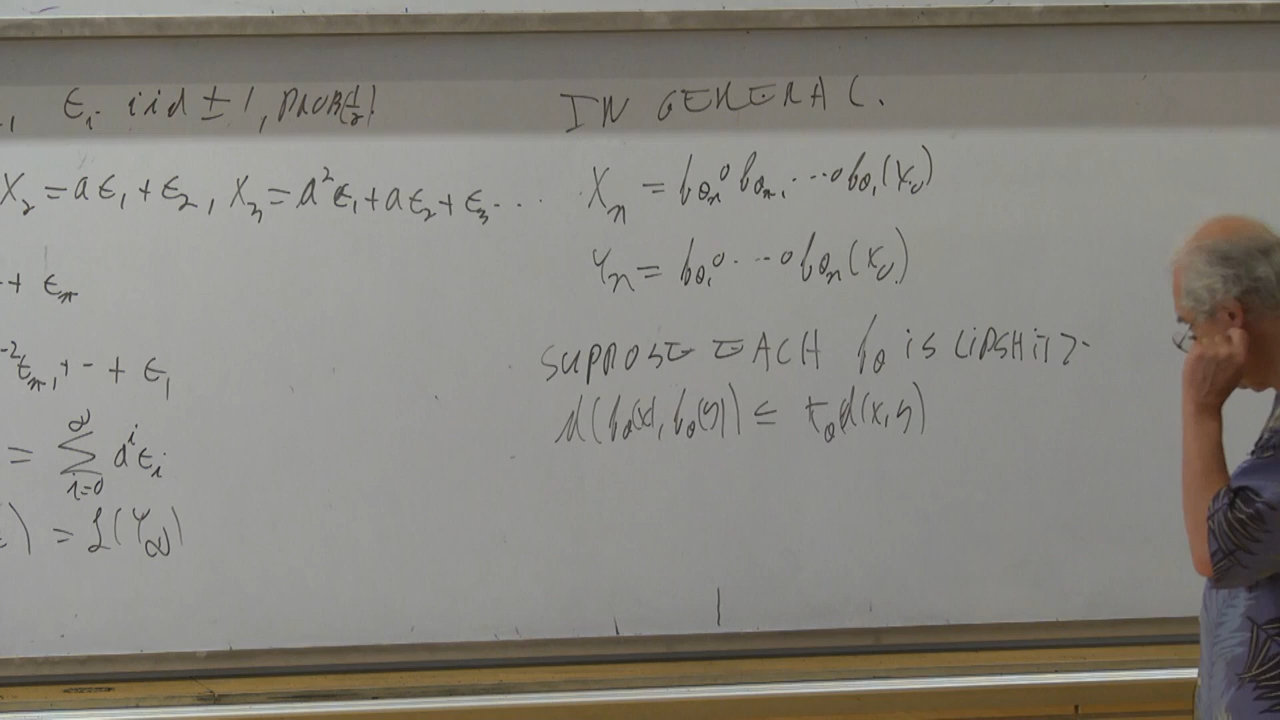 ϵ_i iid ± 1, PROB(1/2)
X_2 = aϵ_1 + ϵ_2, X_3 = a^2ϵ_1 + aϵ_2 + ϵ_3 ...
+ ϵ_n
-2ϵ_{n-1} + - + ϵ_1
= ∑_{i=0}^∞ a^i ϵ_i
) = L(Y_∞)
IN GENERAL.
X_n = f_{θ_n} ∘ f_{θ_{n-1}} ... ∘ f_{θ_1}(X_0)
Y_n = f_{θ_1} ∘ ... ∘ f_{θ_n}(X_0)
SUPPOSE EACH f_θ is LIPSHITZ
d(f_θ(x), f_θ(y)) ≤ K_θ d(x,y)